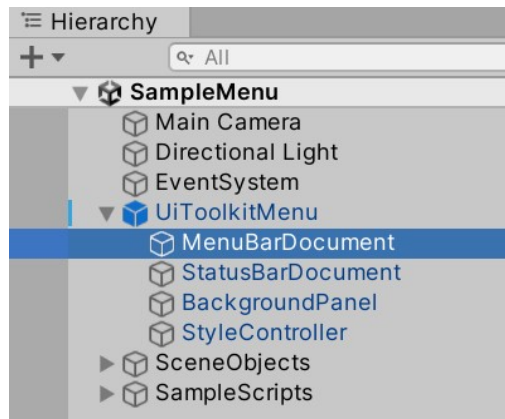 Hierarchy
All
SampleMenu
Main Camera
Directional Light
EventSystem
UiToolkitMenu
MenuBarDocument
StatusBarDocument
BackgroundPanel
StyleController
SceneObjects
SampleScripts